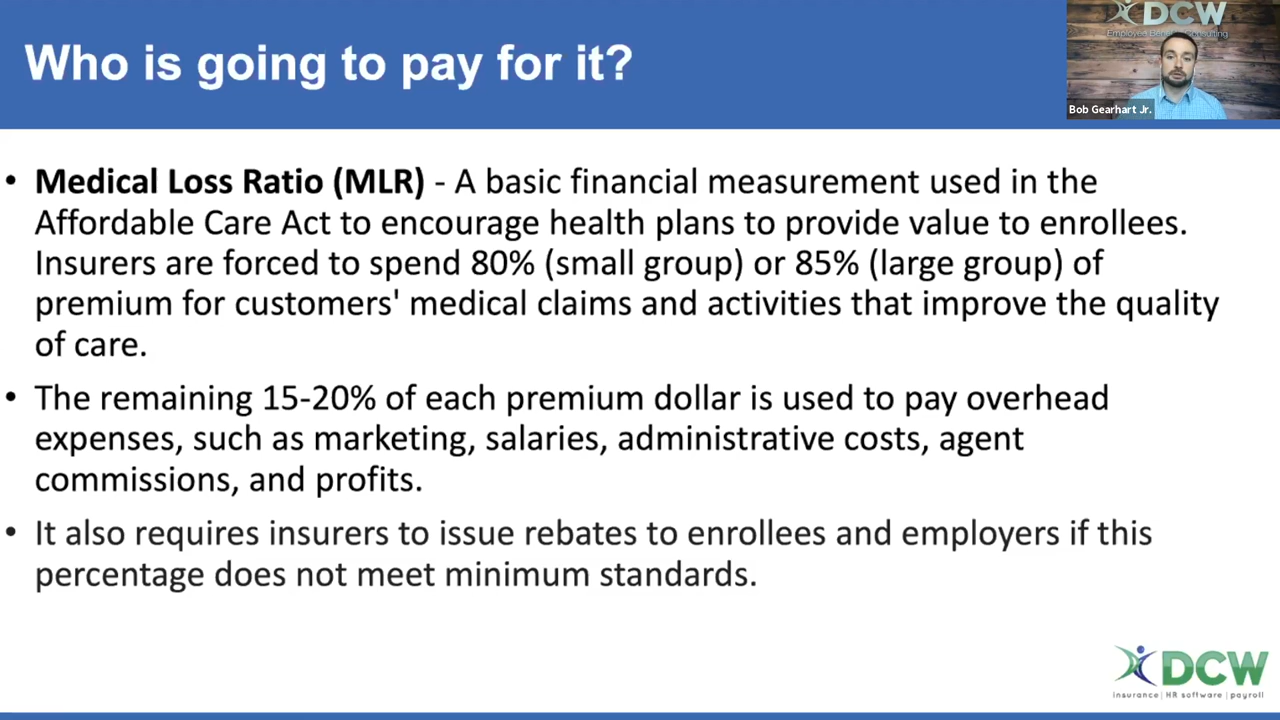 Who is going to pay for it?
DCW
Employee Benefits Consulting
Bob Gearhart Jr.
• Medical Loss Ratio (MLR) - A basic financial measurement used in the
Affordable Care Act to encourage health plans to provide value to enrollees.
Insurers are forced to spend 80% (small group) or 85% (large group) of
premium for customers' medical claims and activities that improve the quality
of care.
• The remaining 15-20% of each premium dollar is used to pay overhead
expenses, such as marketing, salaries, administrative costs, agent
commissions, and profits.
• It also requires insurers to issue rebates to enrollees and employers if this
percentage does not meet minimum standards.
DCW
insurance | HR software | payroll